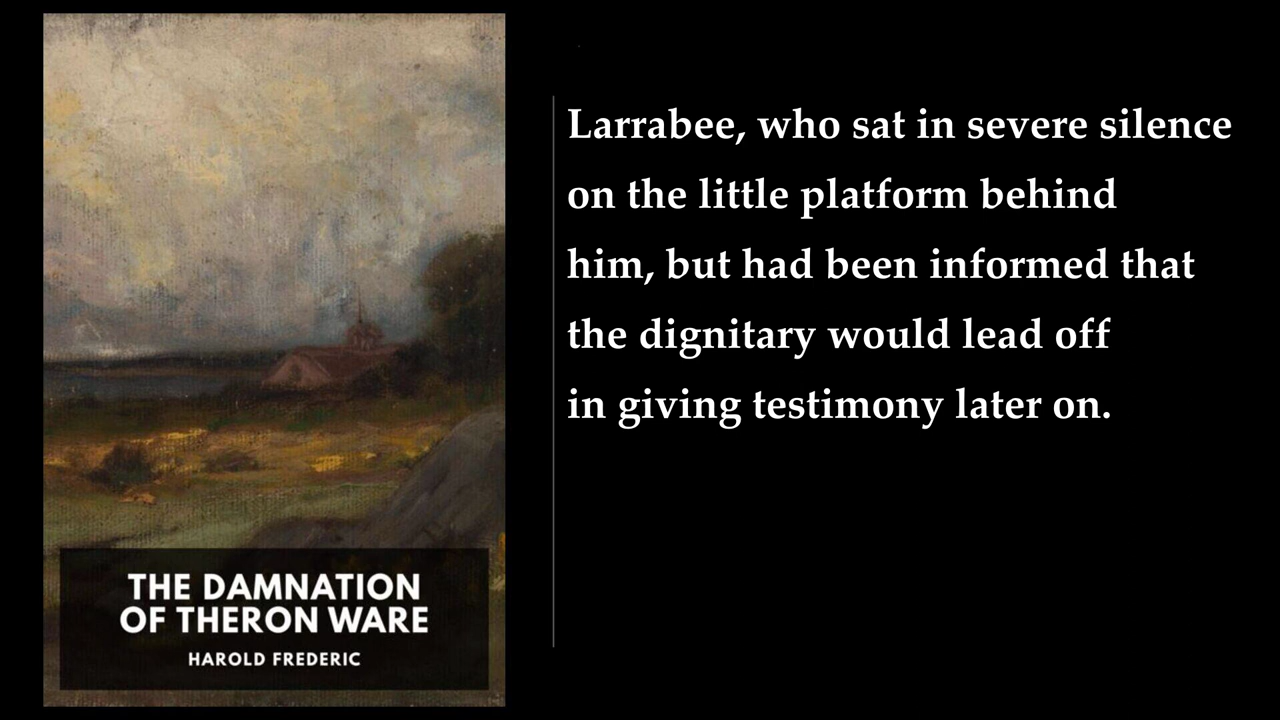 Larrabee, who sat in severe silence
on the little platform behind
him, but had been informed that
the dignitary would lead off
in giving testimony later on.
THE DAMNATION
OF THERON WARE
HAROLD FREDERIC